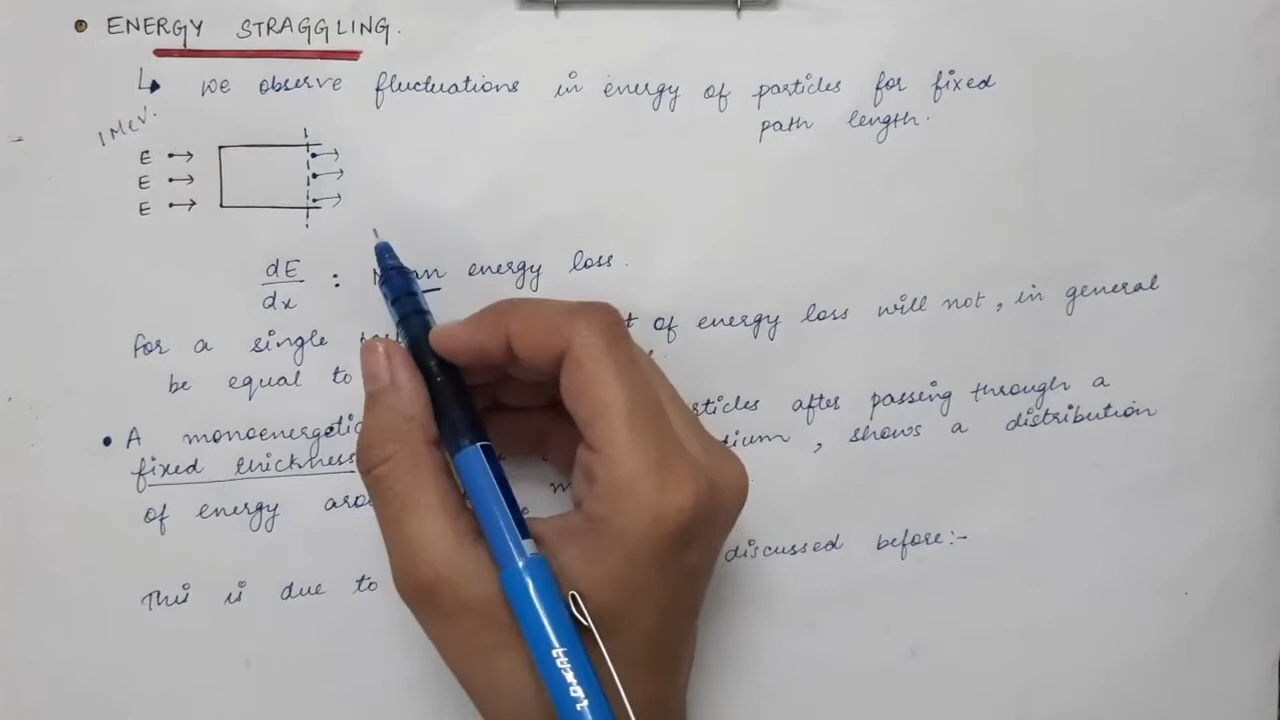 ENERGY STRAGGLING.
↳ we observe fluctuations in energy of particles for fixed
path length.
1 MeV.
E
E
E
dE/dx : energy loss.
for a single of energy loss will not, in general
be equal to
• A monoenergetic after passing through a
fixed thickness , shows a distribution
of energy
This is due to discussed before:-
LUXOR